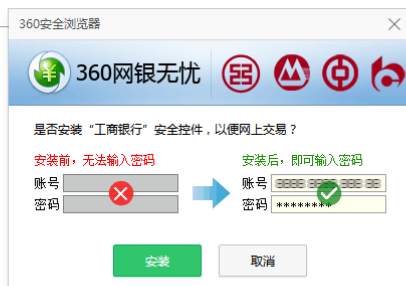 360安全浏览器
360网银无忧
是否安装“工商银行”安全控件，以便网上交易？
安装前，无法输入密码 安装后，即可输入密码
账号 账号
密码 密码 ********
安装 取消